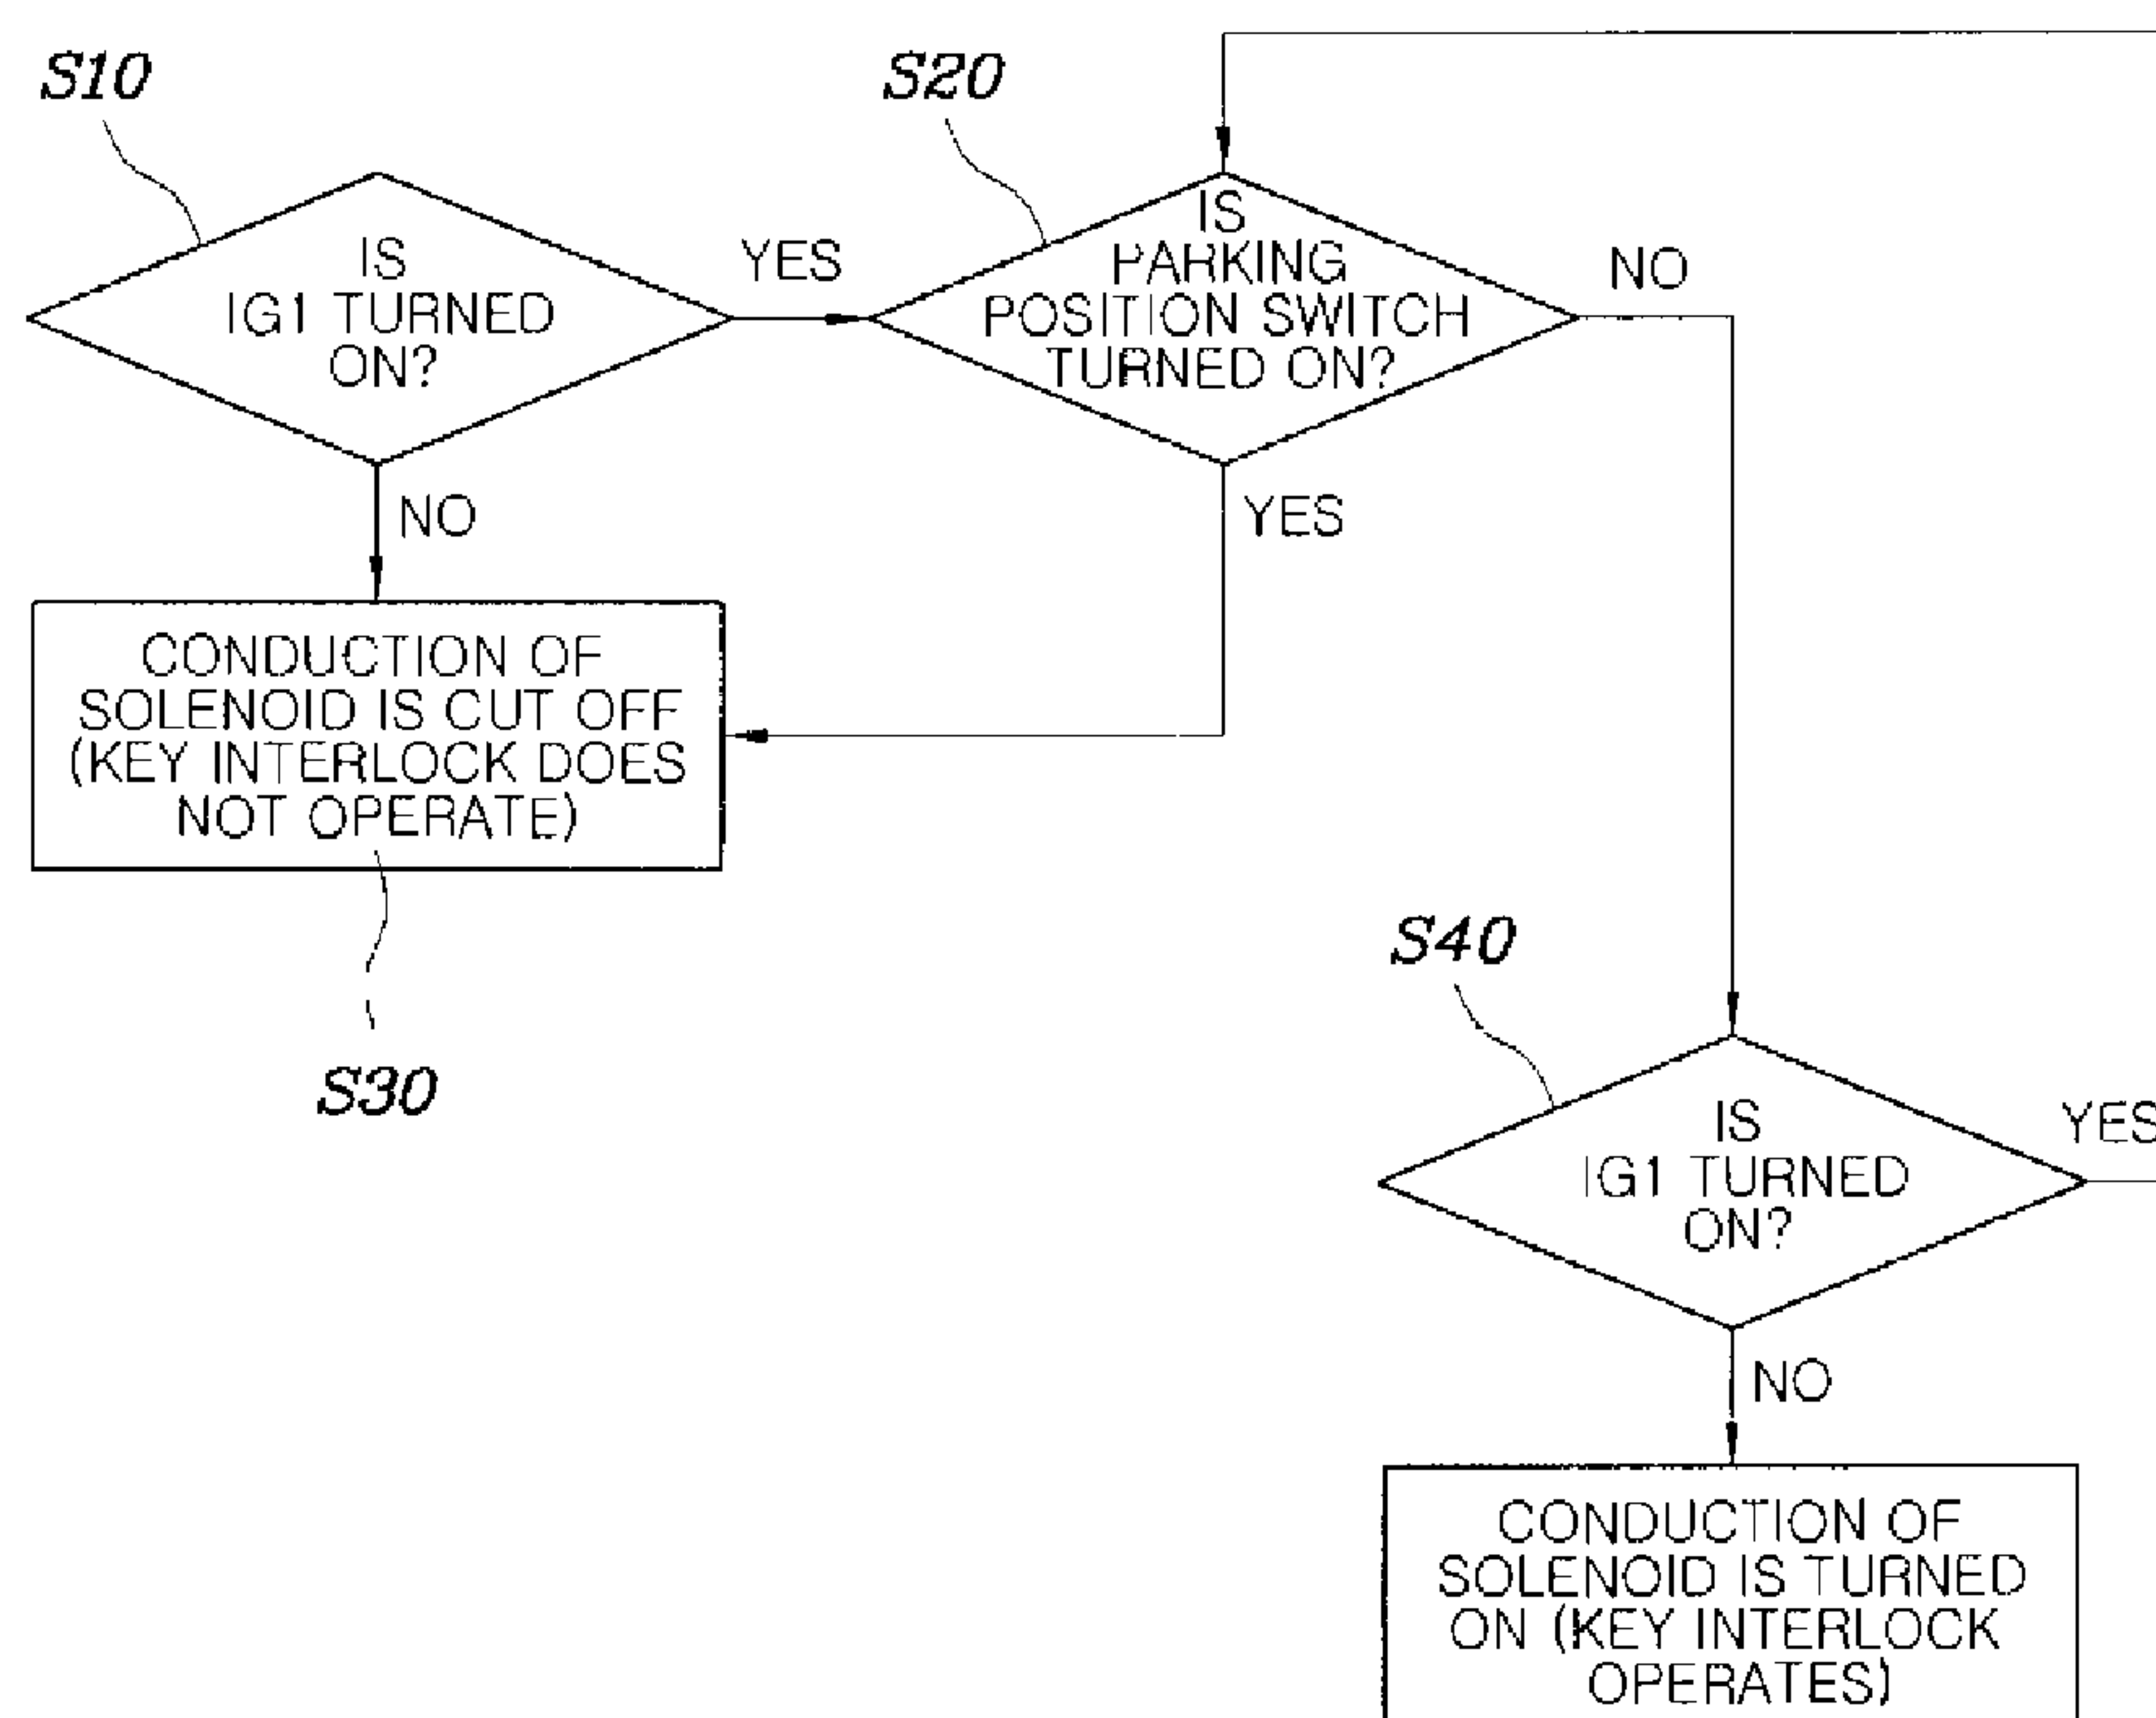 S10
S20
IS
IG1 TURNED
ON?
YES
IS
PARKING
POSITION SWITCH
TURNED ON?
NO
NO
YES
CONDUCTION OF
SOLENOID IS CUT OFF
(KEY INTERLOCK DOES
NOT OPERATE)
S30
S40
IS
IG1 TURNED
ON?
YES
NO
CONDUCTION OF
SOLENOID IS TURNED
ON (KEY INTERLOCK
OPERATES)